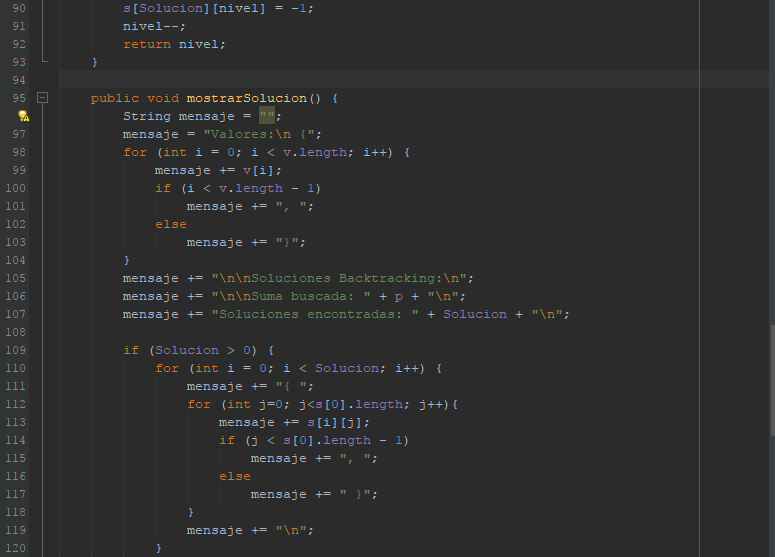 90 s[Solucion][nivel] = -1;
91 nivel--;
92 return nivel;
93 }
94
95 public void mostrarSolucion() {
String mensaje = "";
97 mensaje = "Valores:\n {";
98 for (int i = 0; i < v.length; i++) {
99 mensaje += v[i];
100 if (i < v.length - 1)
101 mensaje += ", ";
102 else
103 mensaje += "}";
104 }
105 mensaje += "\n\nSoluciones Backtracking:\n";
106 mensaje += "\n\nSuma buscada: " + p + "\n";
107 mensaje += "Soluciones encontradas: " + Solucion + "\n";
108
109 if (Solucion > 0) {
110 for (int i = 0; i < Solucion; i++) {
111 mensaje += "{ ";
112 for (int j=0; j<s[0].length; j++){
113 mensaje += s[i][j];
114 if (j < s[0].length - 1)
115 mensaje += ", ";
116 else
117 mensaje += " }";
118 }
119 mensaje += "\n";
120 }